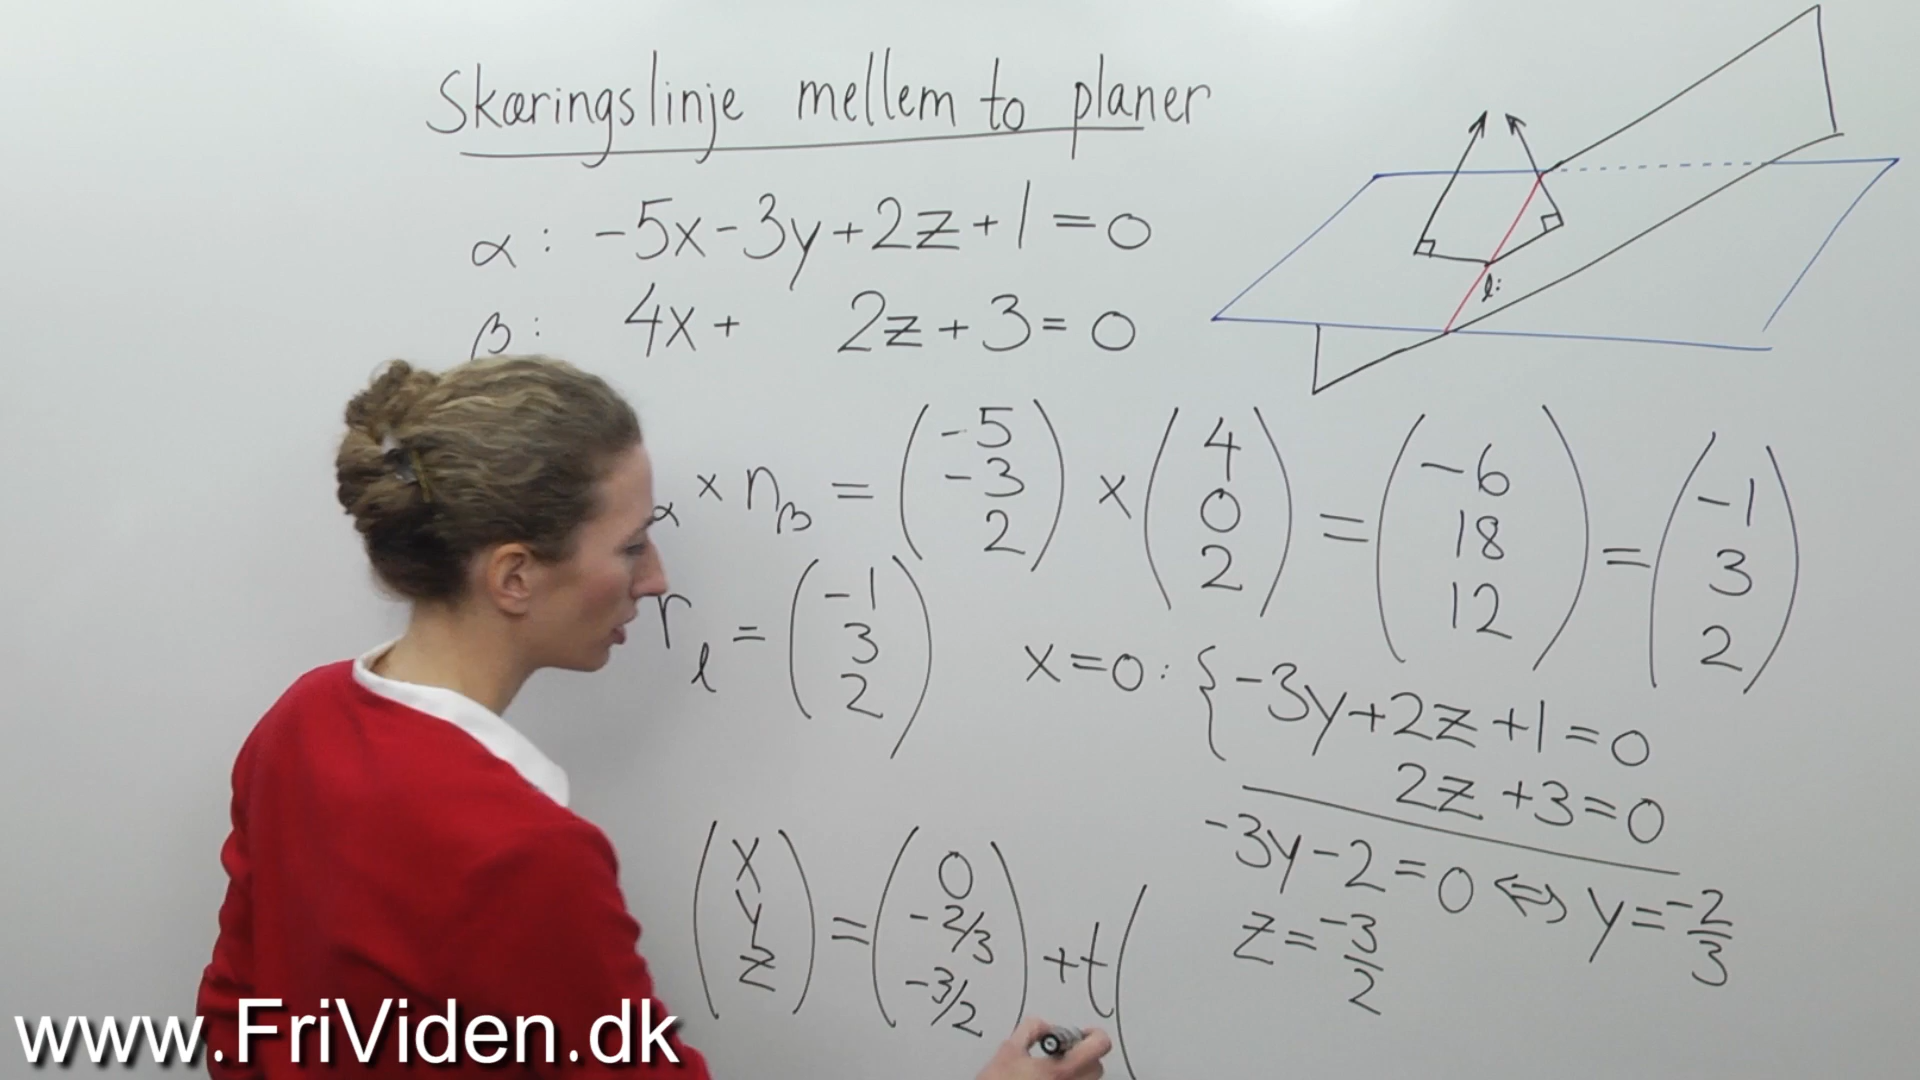 Skæringslinje mellem to planer
α: -5x-3y+2z+1=0
β: 4x+ 2z+3=0
l:
α × nβ = (-5 -3 2) × (4 0 2) = (-6 18 12) = (-1 3 2)
rl = (-1 3 2)
x=0: { -3y+2z+1=0
2z+3=0
-3y-2=0 ⇔ y=-2/3
z=-3/2
(x y z) = (0 -2/3 -3/2) + t (
www.FriViden.dk